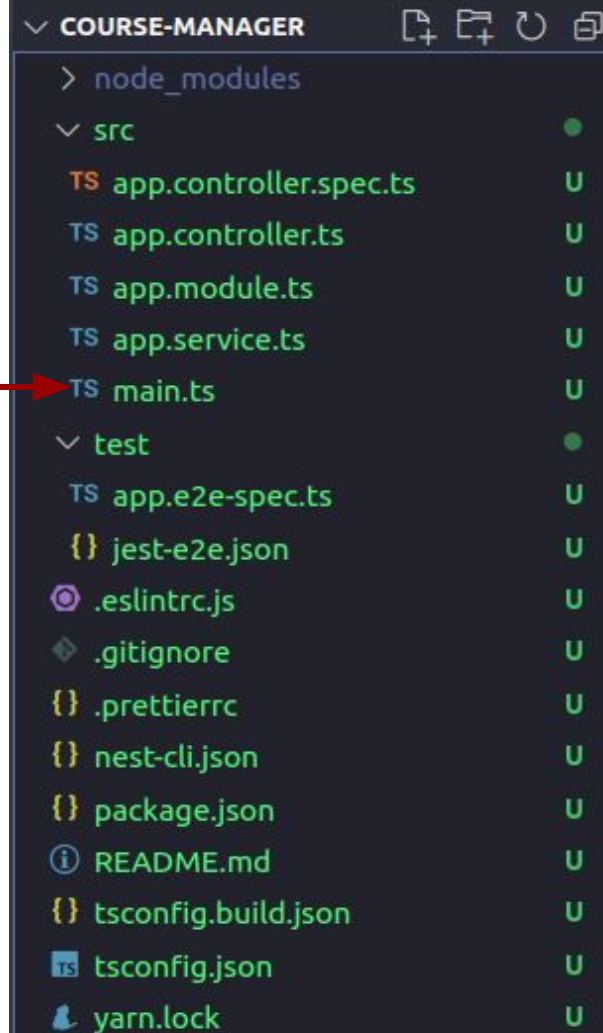 COURSE-MANAGER
node_modules
src
TS app.controller.spec.ts U
TS app.controller.ts U
TS app.module.ts U
TS app.service.ts U
TS main.ts U
test
TS app.e2e-spec.ts U
{} jest-e2e.json U
.eslintrc.js U
.gitignore U
{} .prettierrc U
{} nest-cli.json U
{} package.json U
README.md U
{} tsconfig.build.json U
TS tsconfig.json U
yarn.lock U